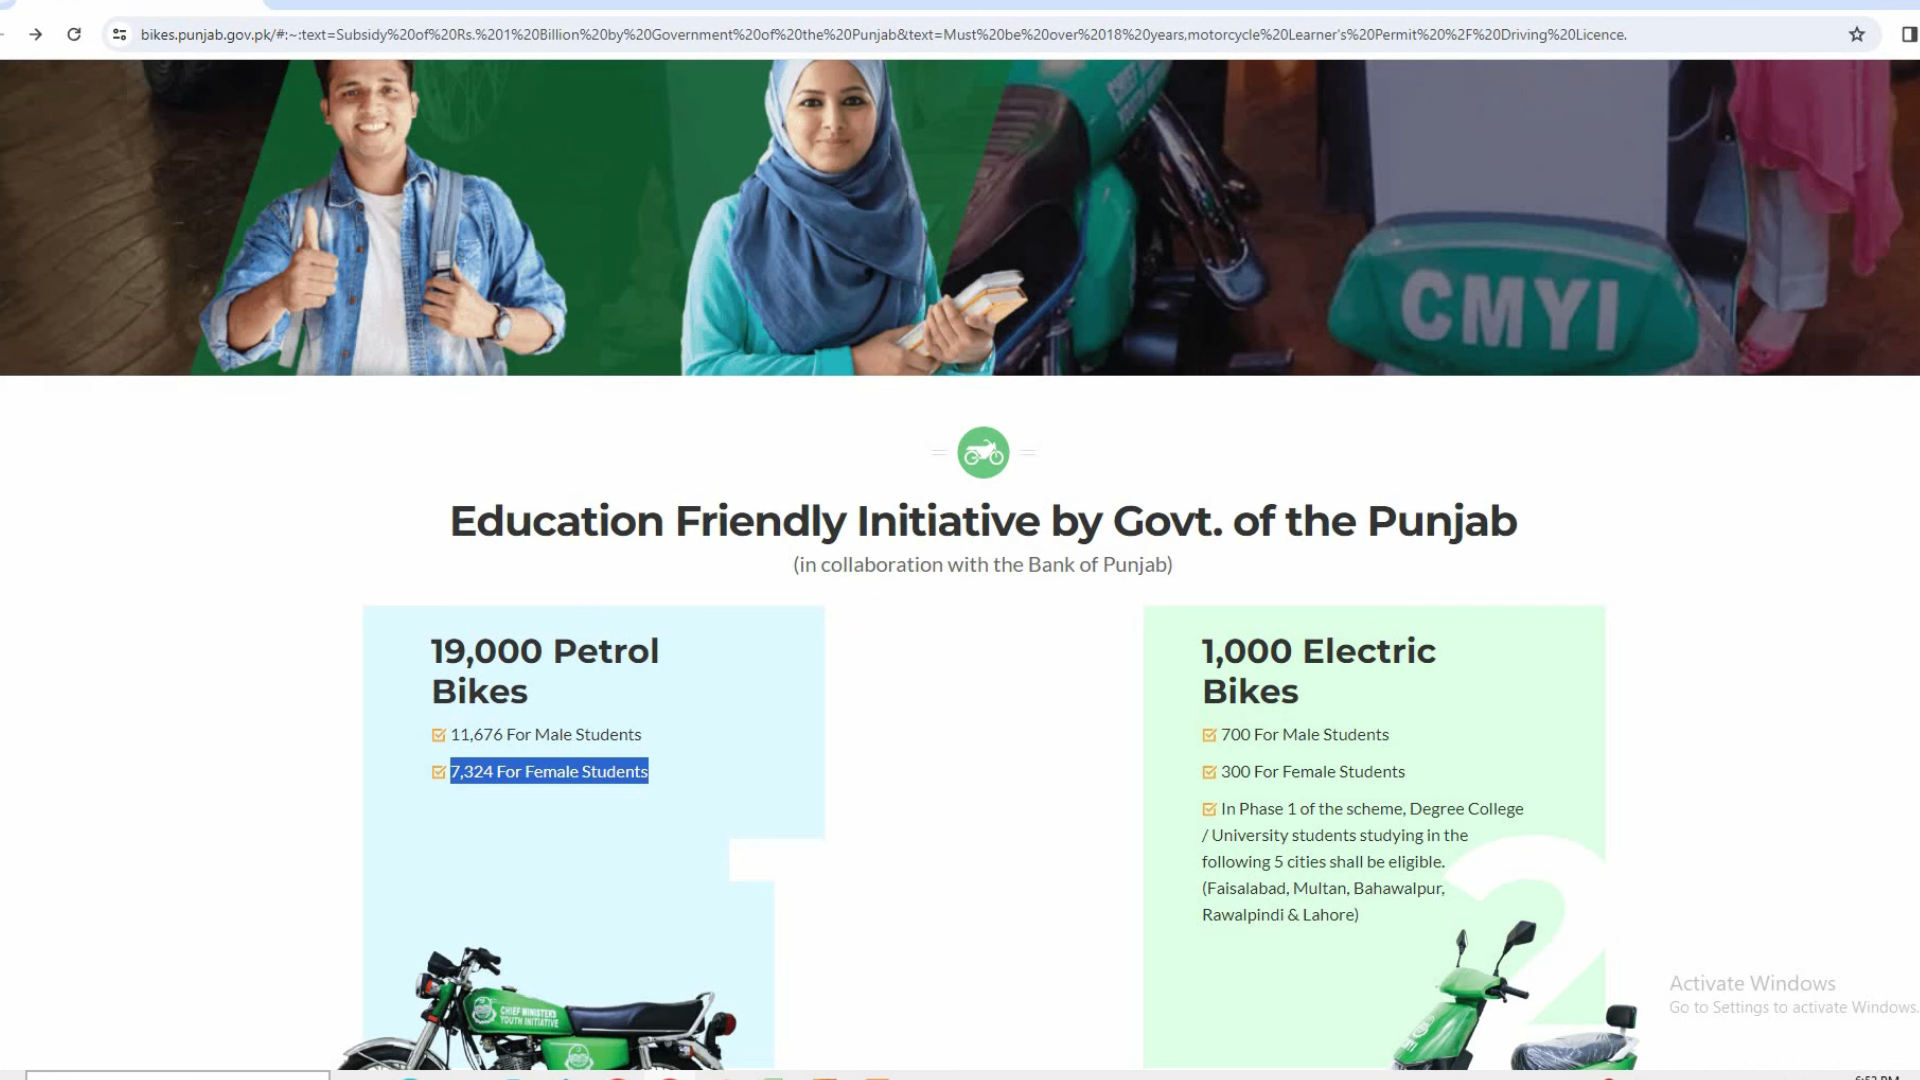 bikes.punjab.gov.pk/#:~:text=Subsidy%20of%20Rs.%201%20Billion%20by%20Government%20of%20the%20Punjab&text=Must%20be%20over%2018%20years,motorcycle%20Learner's%20Permit%20%2F%20Driving%20Licence.
CMYI
Education Friendly Initiative by Govt. of the Punjab
(in collaboration with the Bank of Punjab)
19,000 Petrol
Bikes
11,676 For Male Students
7,324 For Female Students
1,000 Electric
Bikes
700 For Male Students
300 For Female Students
In Phase 1 of the scheme, Degree College
/ University students studying in the
following 5 cities shall be eligible.
(Faisalabad, Multan, Bahawalpur,
Rawalpindi & Lahore)
2
CHIEF MINISTER'S
YOUTH INITIATIVE
Activate Windows
Go to Settings to activate Windows.